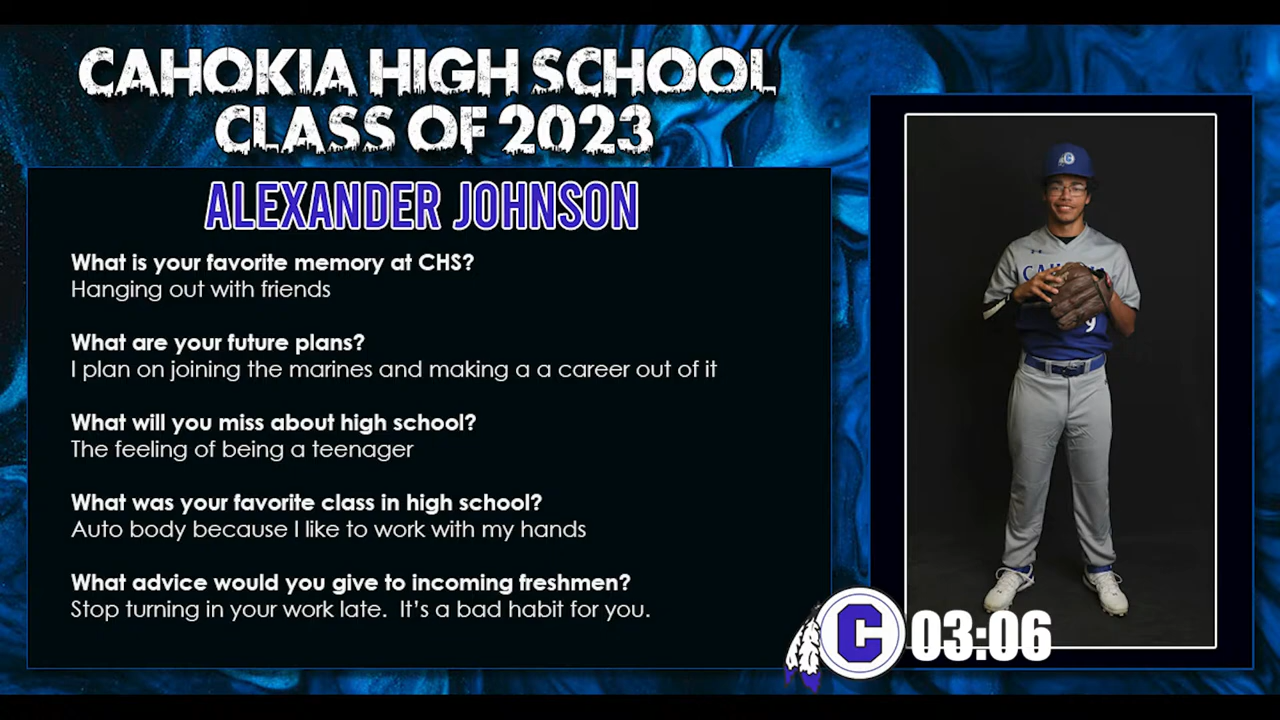 CAHOKIA HIGH SCHOOL
CLASS OF 2023
ALEXANDER JOHNSON
What is your favorite memory at CHS?
Hanging out with friends
What are your future plans?
I plan on joining the marines and making a a career out of it
What will you miss about high school?
The feeling of being a teenager
What was your favorite class in high school?
Auto body because I like to work with my hands
What advice would you give to incoming freshmen?
Stop turning in your work late.  It's a bad habit for you.
C
03:06
C
9